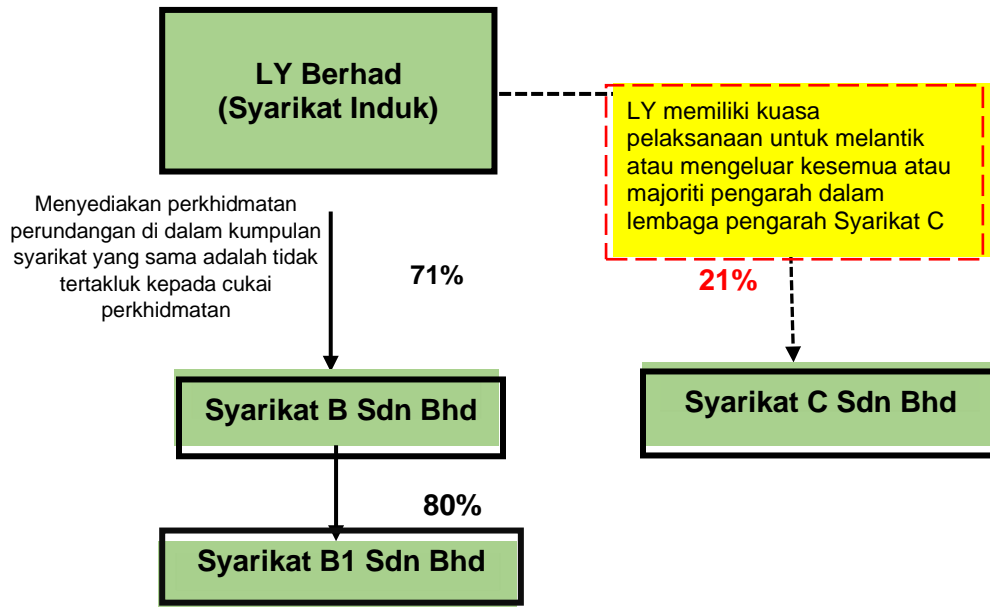 LY Berhad
(Syarikat Induk)
LY memiliki kuasa
pelaksanaan untuk melantik
atau mengeluar kesemua atau
majoriti pengarah dalam
lembaga pengarah Syarikat C
Menyediakan perkhidmatan
perundangan di dalam kumpulan
syarikat yang sama adalah tidak
tertakluk kepada cukai
perkhidmatan
71%
21%
Syarikat B Sdn Bhd
Syarikat C Sdn Bhd
80%
Syarikat B1 Sdn Bhd